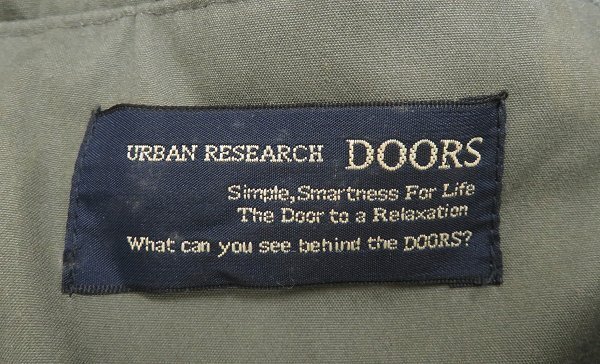 URBAN RESEARCH DOORS
Simple,Smartness For Life
The Door to a Relaxation
What can you see behind the DOORS?